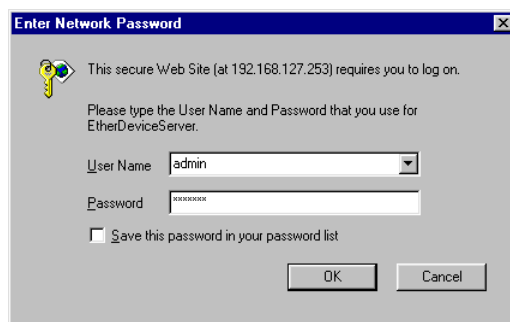 Enter Network Password
This secure Web Site (at 192.168.127.253) requires you to log on.
Please type the User Name and Password that you use for
EtherDeviceServer.
User Name admin
Password *******
Save this password in your password list
OK Cancel